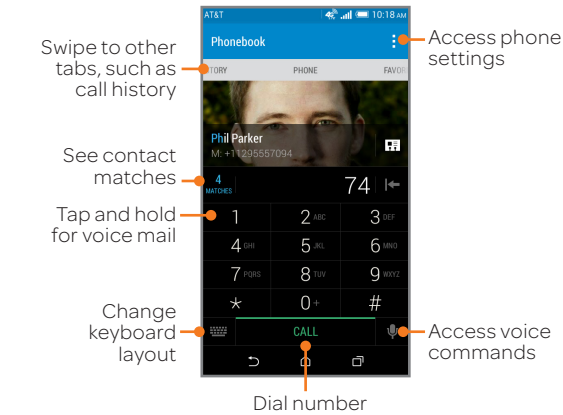 AT&T 4G 10:18 AM
Phonebook
TORY PHONE FAVOR
Phil Parker
M: +11295557094
4
MATCHES
74
1 2 ABC 3 DEF
4 GHI 5 JKL 6 MNO
7 PQRS 8 TUV 9 WXYZ
* 0 + #
CALL
Swipe to other
tabs, such as
call history
See contact
matches
Tap and hold
for voice mail
Change
keyboard
layout
Access phone
settings
Access voice
commands
Dial number